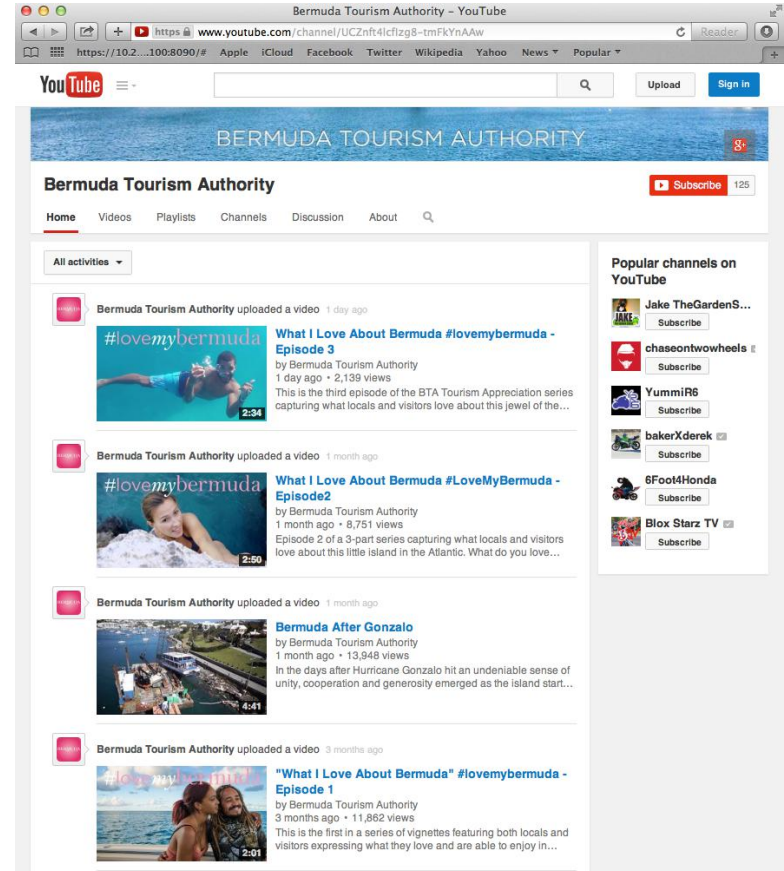 Bermuda Tourism Authority – YouTube
https www.youtube.com/channel/UCZnft4lcfIzg8-tmFkYnAAw
Reader
https://10.2....100:8090/# Apple iCloud Facebook Twitter Wikipedia Yahoo News Popular
YouTube
Upload
Sign in
BERMUDA TOURISM AUTHORITY
Bermuda Tourism Authority
Subscribe 125
Home Videos Playlists Channels Discussion About
All activities
Bermuda Tourism Authority uploaded a video 1 day ago
#lovemybermuda
2:34
What I Love About Bermuda #lovemybermuda -
Episode 3
by Bermuda Tourism Authority
1 day ago • 2,139 views
This is the third episode of the BTA Tourism Appreciation series
capturing what locals and visitors love about this jewel of the...
Bermuda Tourism Authority uploaded a video 1 month ago
#lovemybermuda
2:50
What I Love About Bermuda #LoveMyBermuda -
Episode2
by Bermuda Tourism Authority
1 month ago • 8,751 views
Episode 2 of a 3-part series capturing what locals and visitors
love about this little island in the Atlantic. What do you love...
Bermuda Tourism Authority uploaded a video 1 month ago
4:41
Bermuda After Gonzalo
by Bermuda Tourism Authority
1 month ago • 13,948 views
In the days after Hurricane Gonzalo hit an undeniable sense of
unity, cooperation and generosity emerged as the island start...
Bermuda Tourism Authority uploaded a video 3 months ago
#lovemybermuda
2:01
"What I Love About Bermuda" #lovemybermuda -
Episode 1
by Bermuda Tourism Authority
3 months ago • 11,862 views
This is the first in a series of vignettes featuring both locals and
visitors expressing what they love and are able to enjoy in...
Popular channels on
YouTube
Jake TheGardenS...
Subscribe
chaseontwowheels
Subscribe
YummiR6
Subscribe
bakerXderek
Subscribe
6Foot4Honda
Subscribe
Blox Starz TV
Subscribe